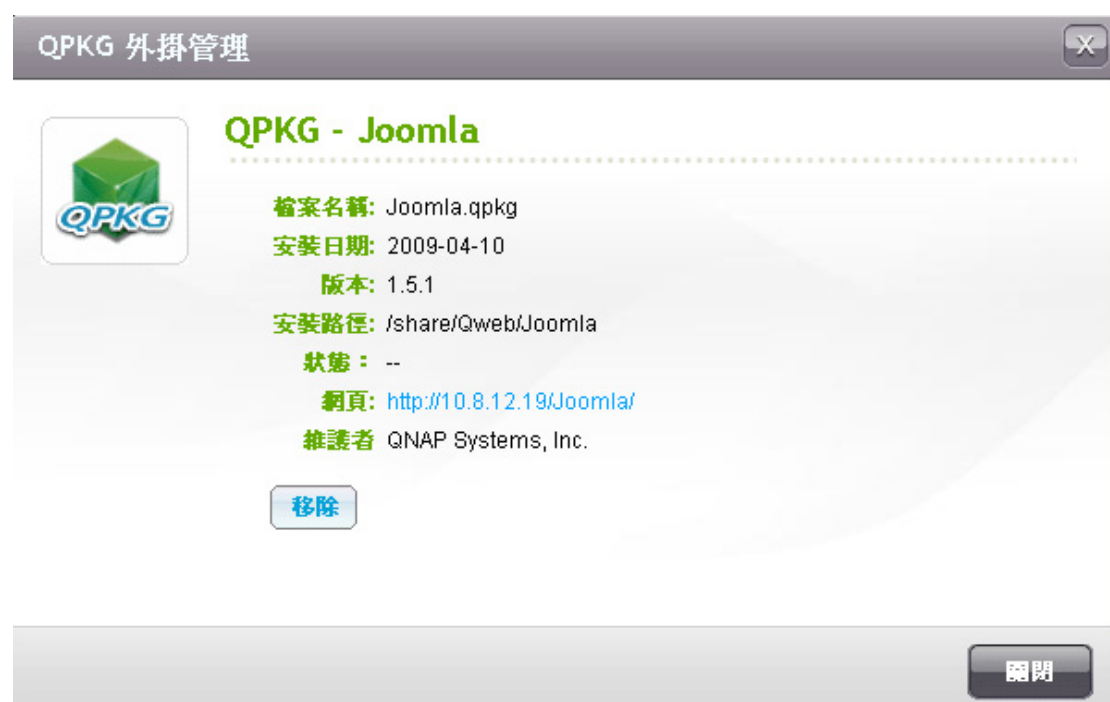 QPKG 外掛管理
X
QPKG - Joomla
QPKG
檔案名稱: Joomla.qpkg
安裝日期: 2009-04-10
版本: 1.5.1
安裝路徑: /share/Qweb/Joomla
狀態： --
網頁: http://10.8.12.19/Joomla/
維護者 QNAP Systems, Inc.
移除
關閉